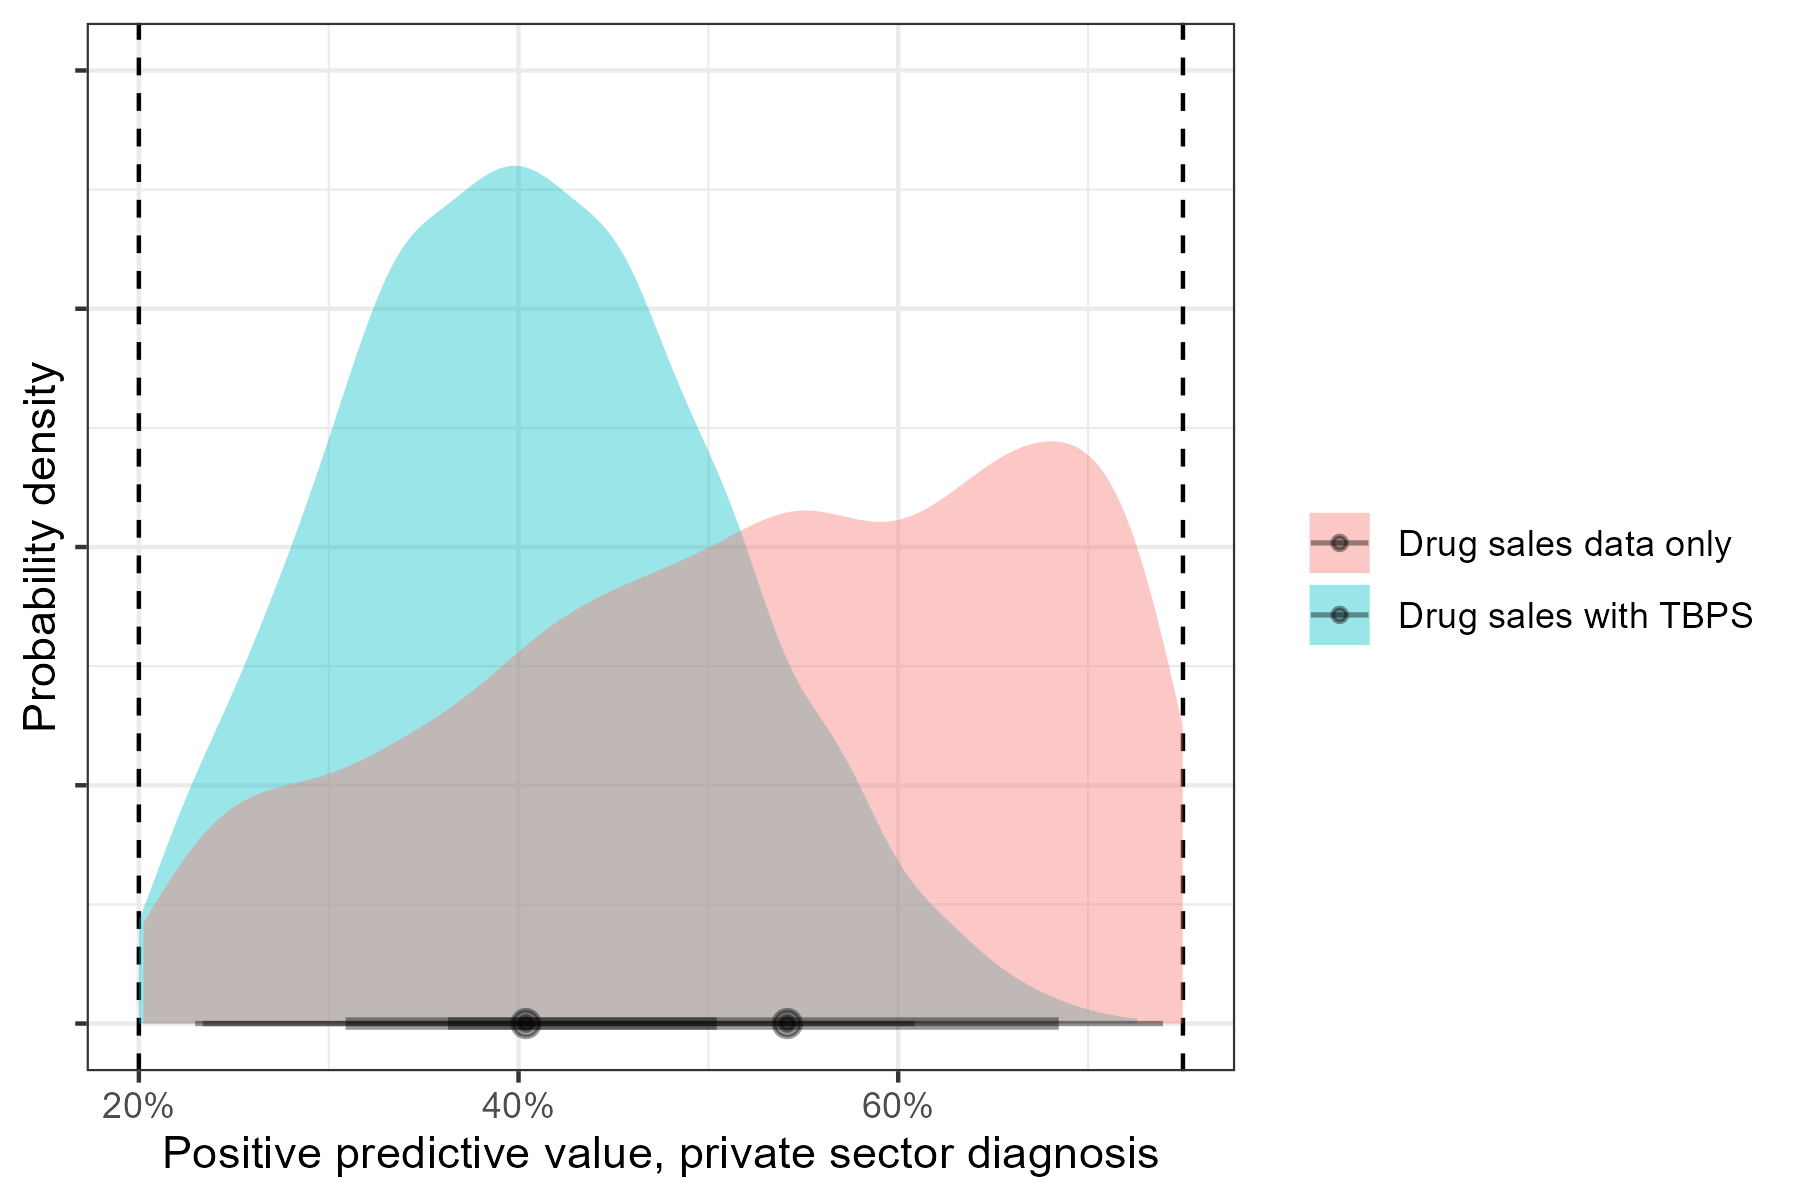 Probability density
20%
40%
60%
Positive predictive value, private sector diagnosis
Drug sales data only
Drug sales with TBPS